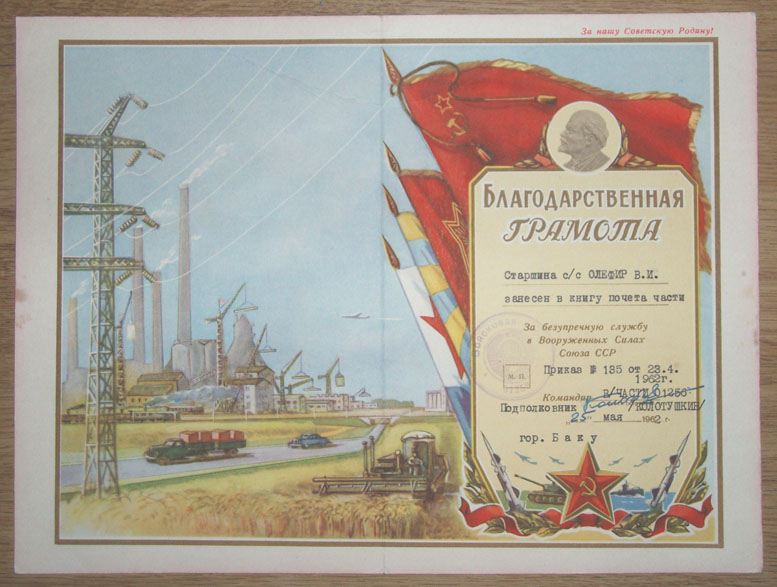 За нашу Советскую Родину!
БЛАГОДАРСТВЕННАЯ
ГРАМОТА
Старшина с/с ОЛЕФИР В.И.
занесен в книгу почета части
За безупречную службу
в Вооруженных Силах
Союза ССР
М. П.
Приказ № 135 от 23.4.
1962г.
Командир В/ЧАСТИ 01256
Подполковник /КОЛОТУШКИН/
"25" мая 1962 г.
гор. Баку